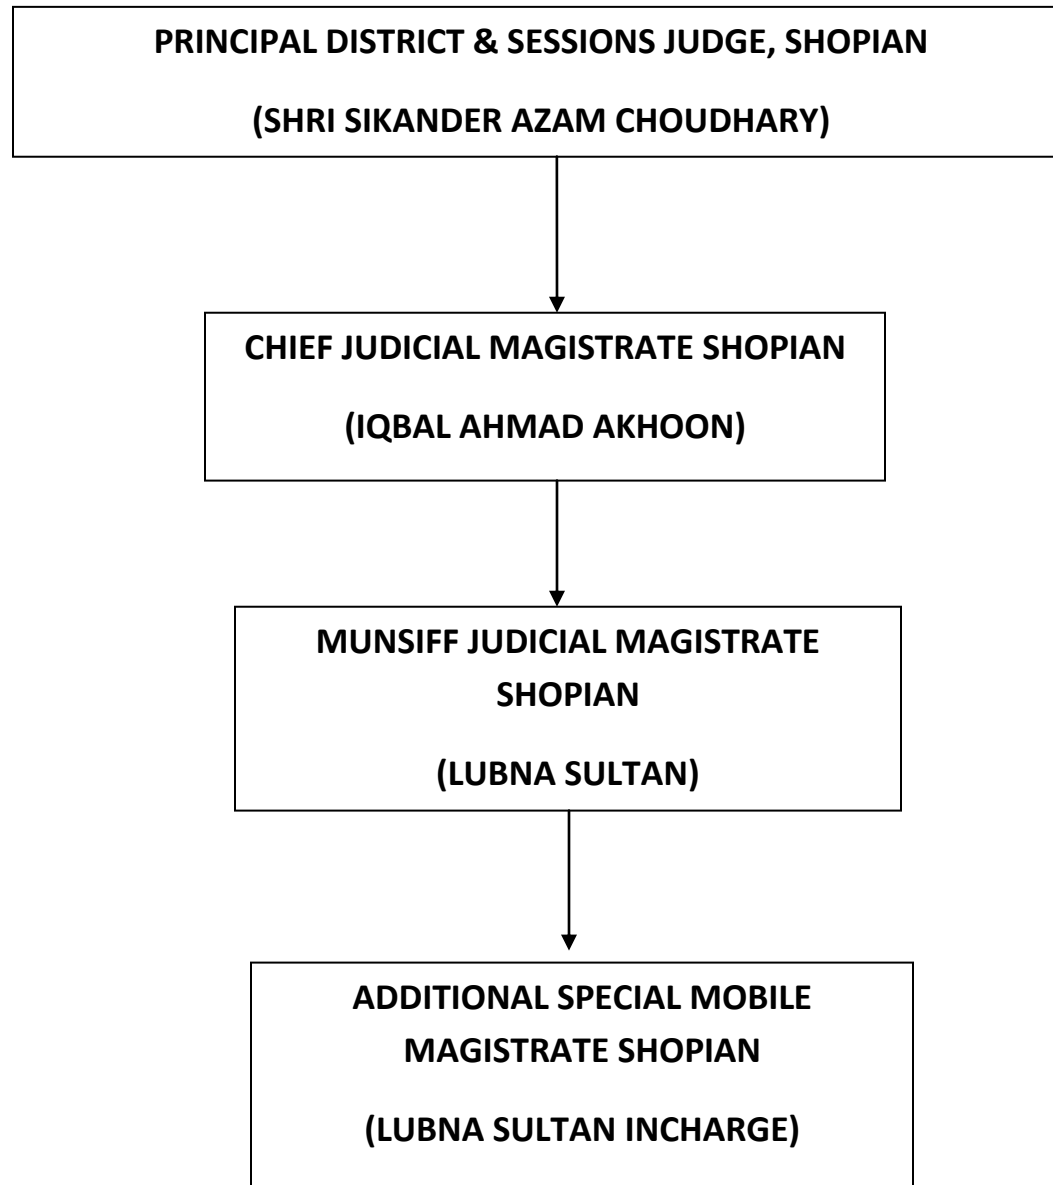 PRINCIPAL DISTRICT & SESSIONS JUDGE, SHOPIAN
(SHRI SIKANDER AZAM CHOUDHARY)
CHIEF JUDICIAL MAGISTRATE SHOPIAN
(IQBAL AHMAD AKHOON)
MUNSIFF JUDICIAL MAGISTRATE
SHOPIAN
(LUBNA SULTAN)
ADDITIONAL SPECIAL MOBILE
MAGISTRATE SHOPIAN
(LUBNA SULTAN INCHARGE)